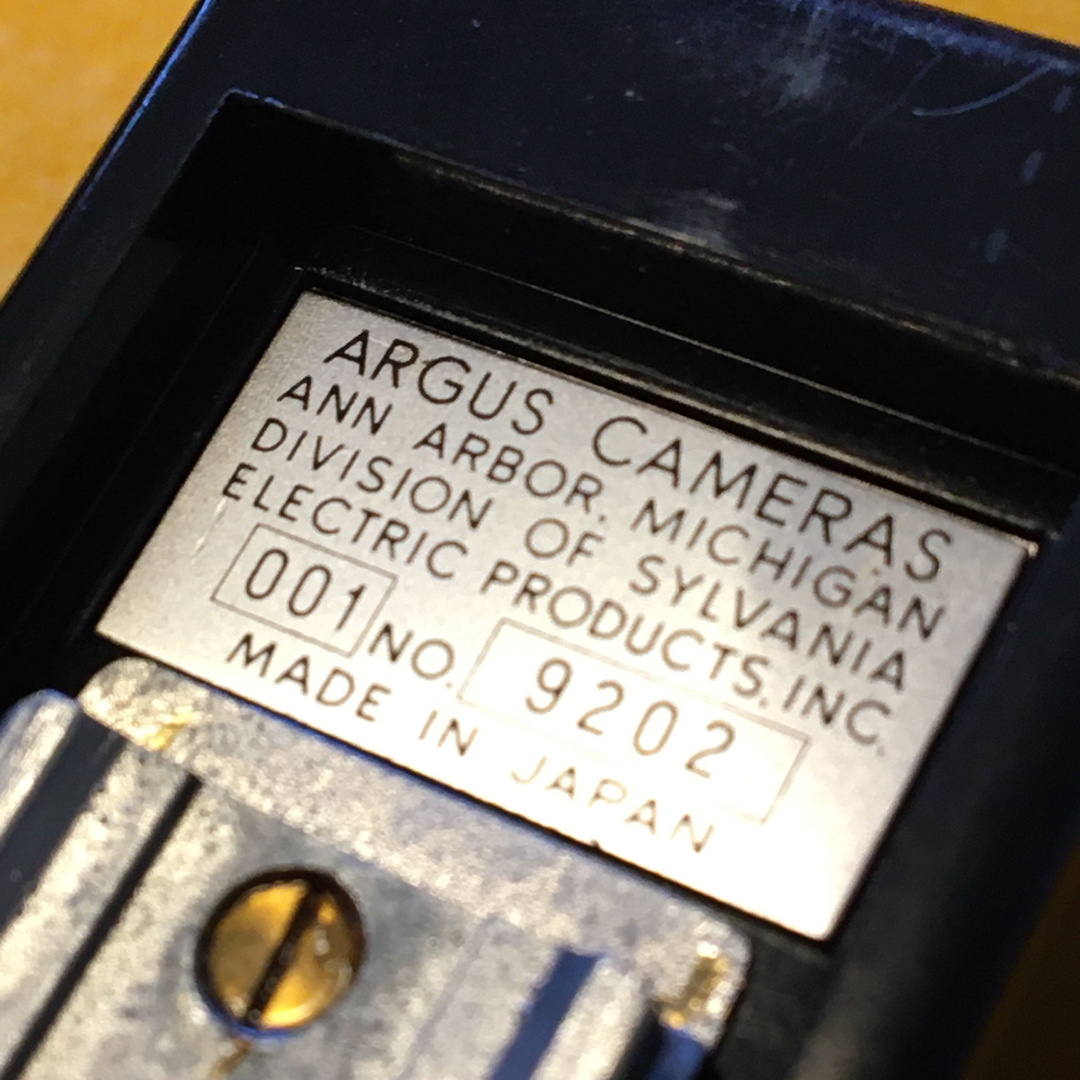 ARGUS CAMERAS
ANN ARBOR, MICHIGAN
DIVISION OF SYLVANIA
ELECTRIC PRODUCTS, INC.
001 NO. 9202
MADE IN JAPAN